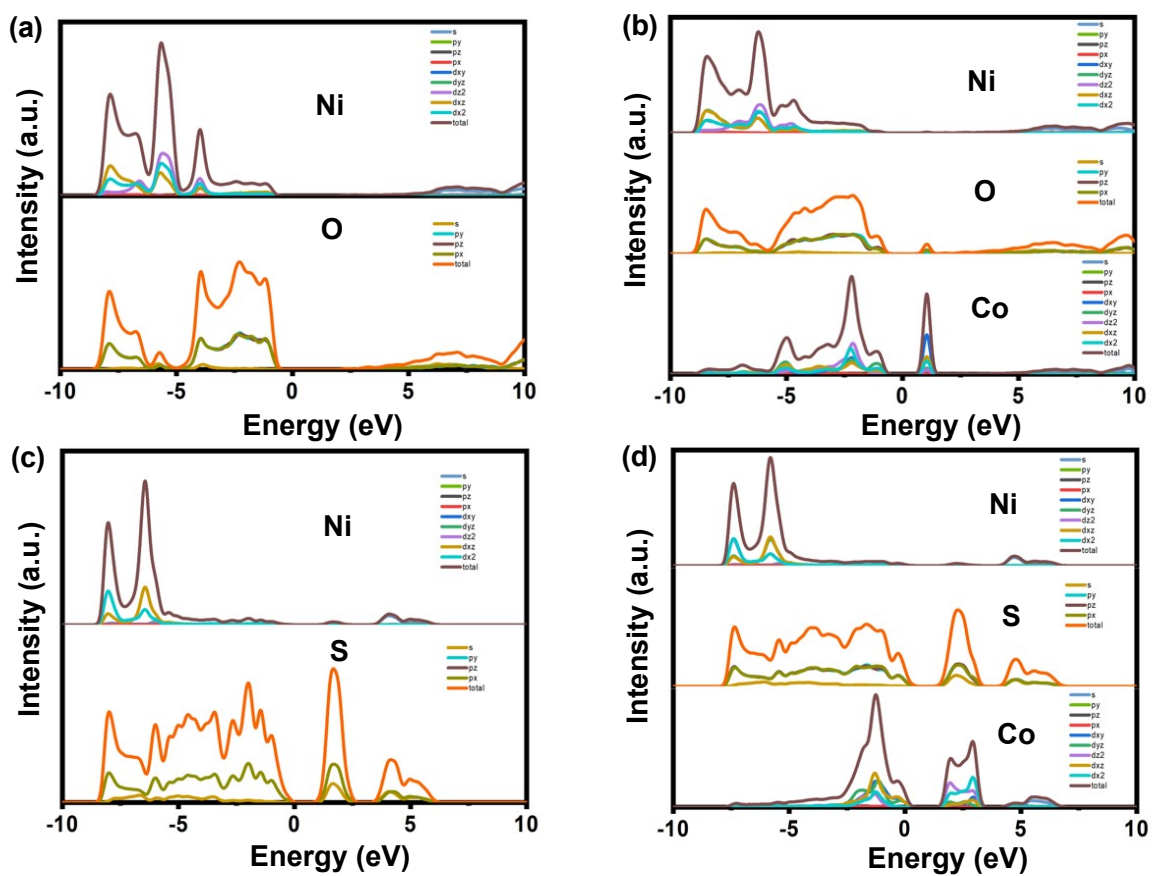 (a)
Intensity (a.u.)
Ni
s
py
pz
px
dxy
dyz
dz2
dxz
dx2
total
O
s
py
pz
px
total
-10 -5 0 5 10
Energy (eV)
(b)
Intensity (a.u.)
Ni
s
py
pz
px
dxy
dyz
dz2
dxz
dx2
O
s
py
pz
px
total
Co
s
py
pz
px
dxy
dyz
dz2
dxz
dx2
total
-10 -5 0 5 10
Energy (eV)
(c)
Intensity (a.u.)
Ni
s
py
pz
px
dxy
dyz
dz2
dxz
dx2
total
S
s
py
pz
px
total
-10 -5 0 5 10
Energy (eV)
(d)
Intensity (a.u.)
Ni
s
py
pz
px
dxy
dyz
dz2
dxz
dx2
total
S
s
py
pz
px
total
Co
s
py
pz
px
dxy
dyz
dz2
dxz
dx2
total
-10 -5 0 5 10
Energy (eV)